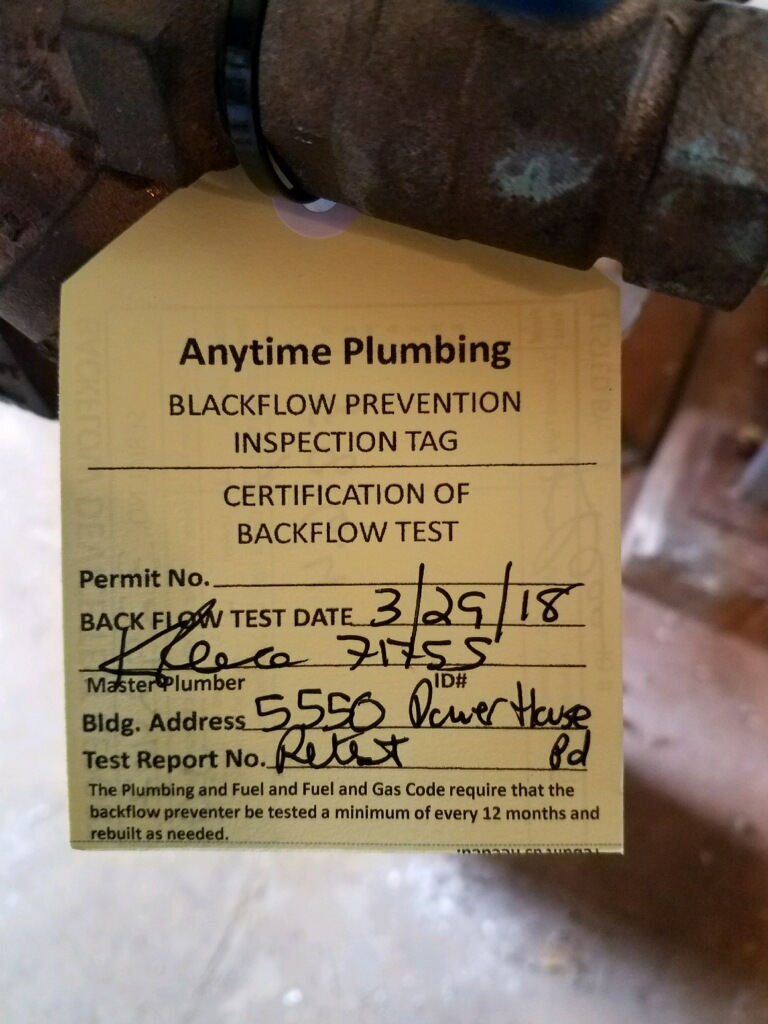 Anytime Plumbing
BLACKFLOW PREVENTION
INSPECTION TAG
CERTIFICATION OF
BACKFLOW TEST
Permit No.
BACK FLOW TEST DATE 3/29/18
71755
Master Plumber ID#
Bldg. Address 5550 Power House
Test Report No. Retest Rd
The Plumbing and Fuel and Fuel and Gas Code require that the
backflow preventer be tested a minimum of every 12 months and
rebuilt as needed.